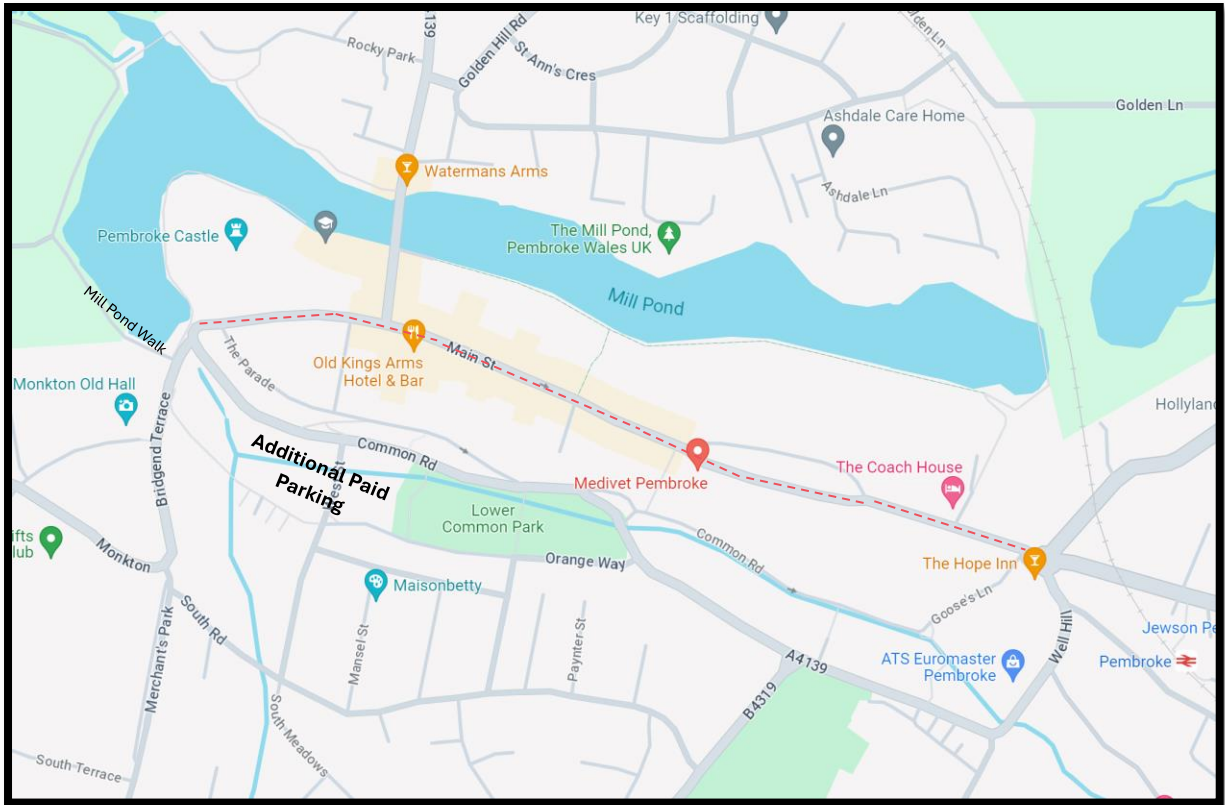 Key 1 Scaffolding
Golden Hill Rd
Rocky Park
St Ann's Cres
Golden Ln
Ashdale Care Home
Watermans Arms
Ashdale Ln
Pembroke Castle
The Mill Pond,
Pembroke Wales UK
Mill Pond
Mill Pond Walk
Main St
Old Kings Arms
Hotel & Bar
The Parade
Monkton Old Hall
Bridgend Terrace
Additional Paid
Parking
Common Rd
Medivet Pembroke
The Coach House
Lower
Common Park
Orange Way
Common Rd
The Hope Inn
Goose's Ln
Monkton
Maisonbetty
South Rd
Merchant's Park
Mansel St
Paynter St
Well Hill
ATS Euromaster
Pembroke
Pembroke
A4139
B4319
South Meadows
South Terrace